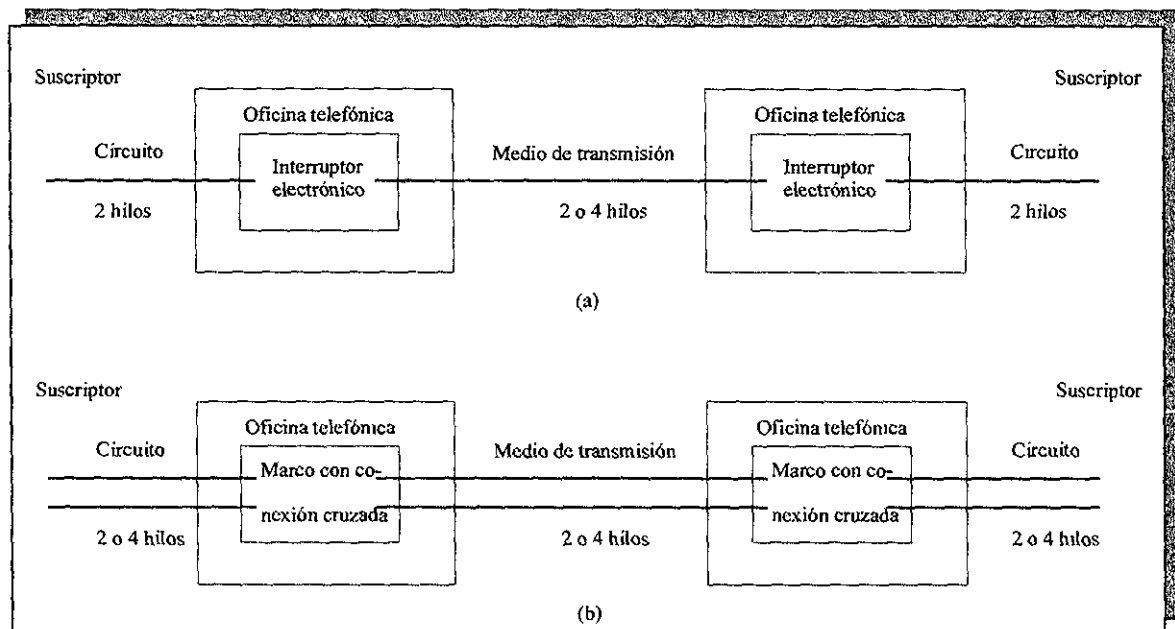 Suscriptor
Suscriptor
Oficina telefónica
Oficina telefónica
Circuito
Interruptor
electrónico
Medio de transmisión
Interruptor
electrónico
Circuito
2 hilos
2 o 4 hilos
2 hilos
(a)
Suscriptor
Suscriptor
Oficina telefónica
Oficina telefónica
Circuito
Marco con co-
nexión cruzada
Medio de transmisión
Marco con co-
nexión cruzada
Circuito
2 o 4 hilos
2 o 4 hilos
2 o 4 hilos
(b)